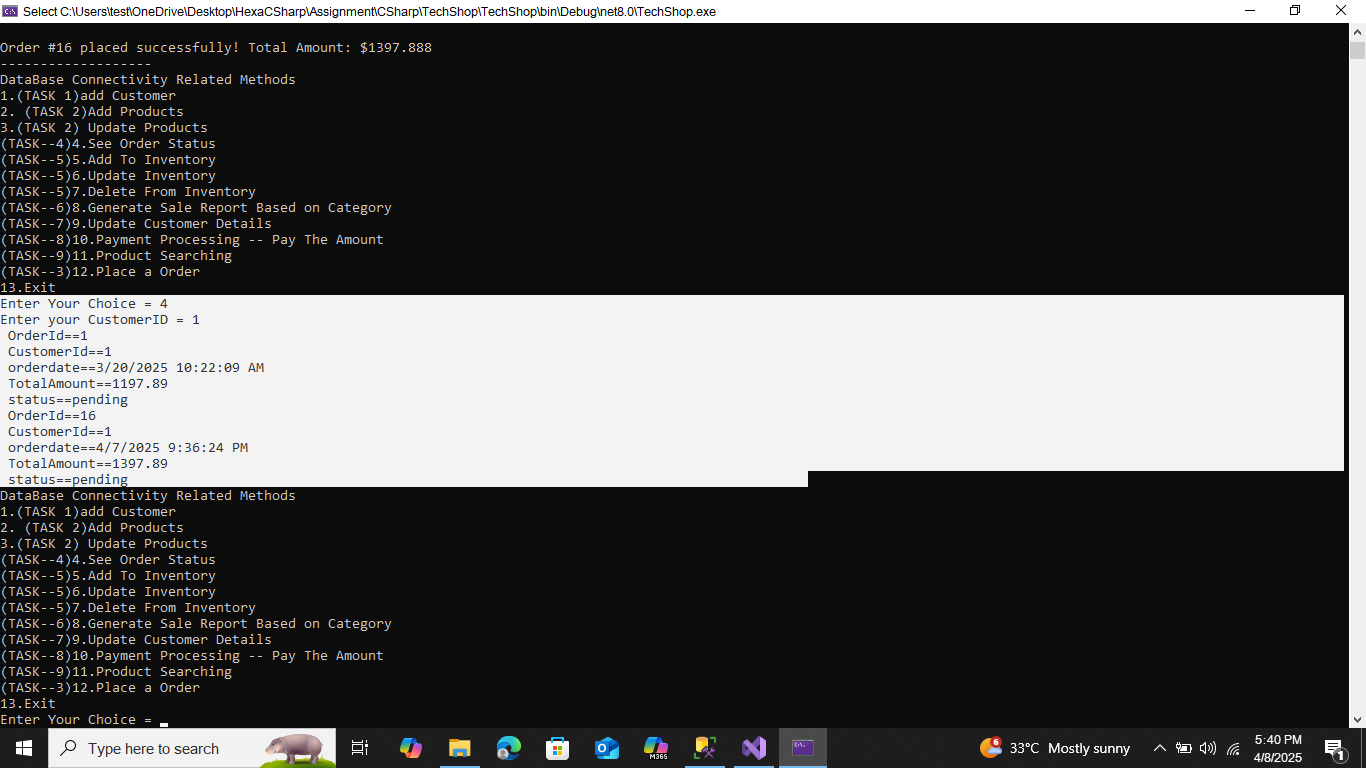 Select C:\Users\test\OneDrive\Desktop\HexaCSharp\Assignment\CSharp\TechShop\TechShop\bin\Debug\net8.0\TechShop.exe
Order #16 placed successfully! Total Amount: $1397.888
-------------------
DataBase Connectivity Related Methods
1.(TASK 1)add Customer
2. (TASK 2)Add Products
3.(TASK 2) Update Products
(TASK--4)4.See Order Status
(TASK--5)5.Add To Inventory
(TASK--5)6.Update Inventory
(TASK--5)7.Delete From Inventory
(TASK--6)8.Generate Sale Report Based on Category
(TASK--7)9.Update Customer Details
(TASK--8)10.Payment Processing -- Pay The Amount
(TASK--9)11.Product Searching
(TASK--3)12.Place a Order
13.Exit
Enter Your Choice = 4
Enter your CustomerID = 1
OrderId==1
CustomerId==1
orderdate==3/20/2025 10:22:09 AM
TotalAmount==1197.89
status==pending
OrderId==16
CustomerId==1
orderdate==4/7/2025 9:36:24 PM
TotalAmount==1397.89
status==pending
DataBase Connectivity Related Methods
1.(TASK 1)add Customer
2. (TASK 2)Add Products
3.(TASK 2) Update Products
(TASK--4)4.See Order Status
(TASK--5)5.Add To Inventory
(TASK--5)6.Update Inventory
(TASK--5)7.Delete From Inventory
(TASK--6)8.Generate Sale Report Based on Category
(TASK--7)9.Update Customer Details
(TASK--8)10.Payment Processing -- Pay The Amount
(TASK--9)11.Product Searching
(TASK--3)12.Place a Order
13.Exit
Enter Your Choice =
Type here to search
M365
6
33°C Mostly sunny
5:40 PM
4/8/2025
1